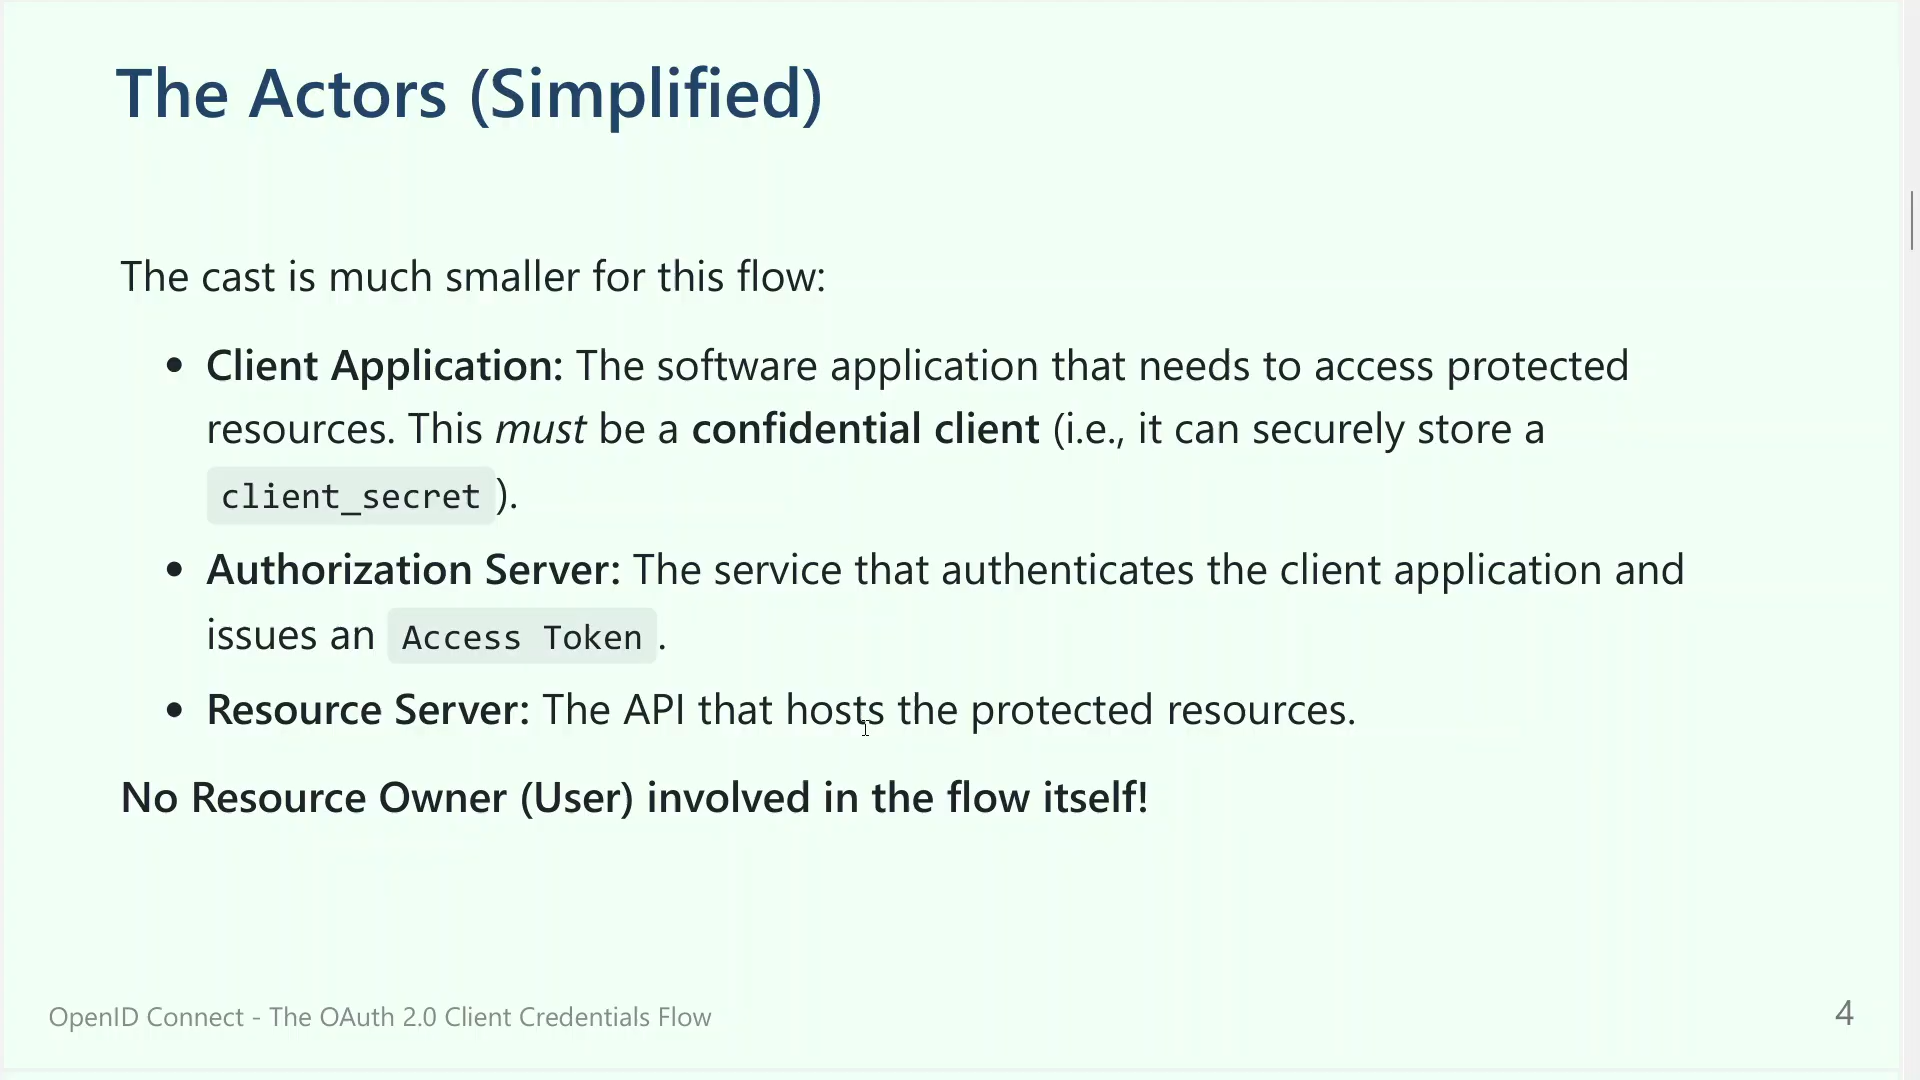 The Actors (Simplified)
The cast is much smaller for this flow:
• Client Application: The software application that needs to access protected
resources. This must be a confidential client (i.e., it can securely store a
client_secret ).
• Authorization Server: The service that authenticates the client application and
issues an Access Token .
• Resource Server: The API that hosts the protected resources.
No Resource Owner (User) involved in the flow itself!
OpenID Connect - The OAuth 2.0 Client Credentials Flow
4